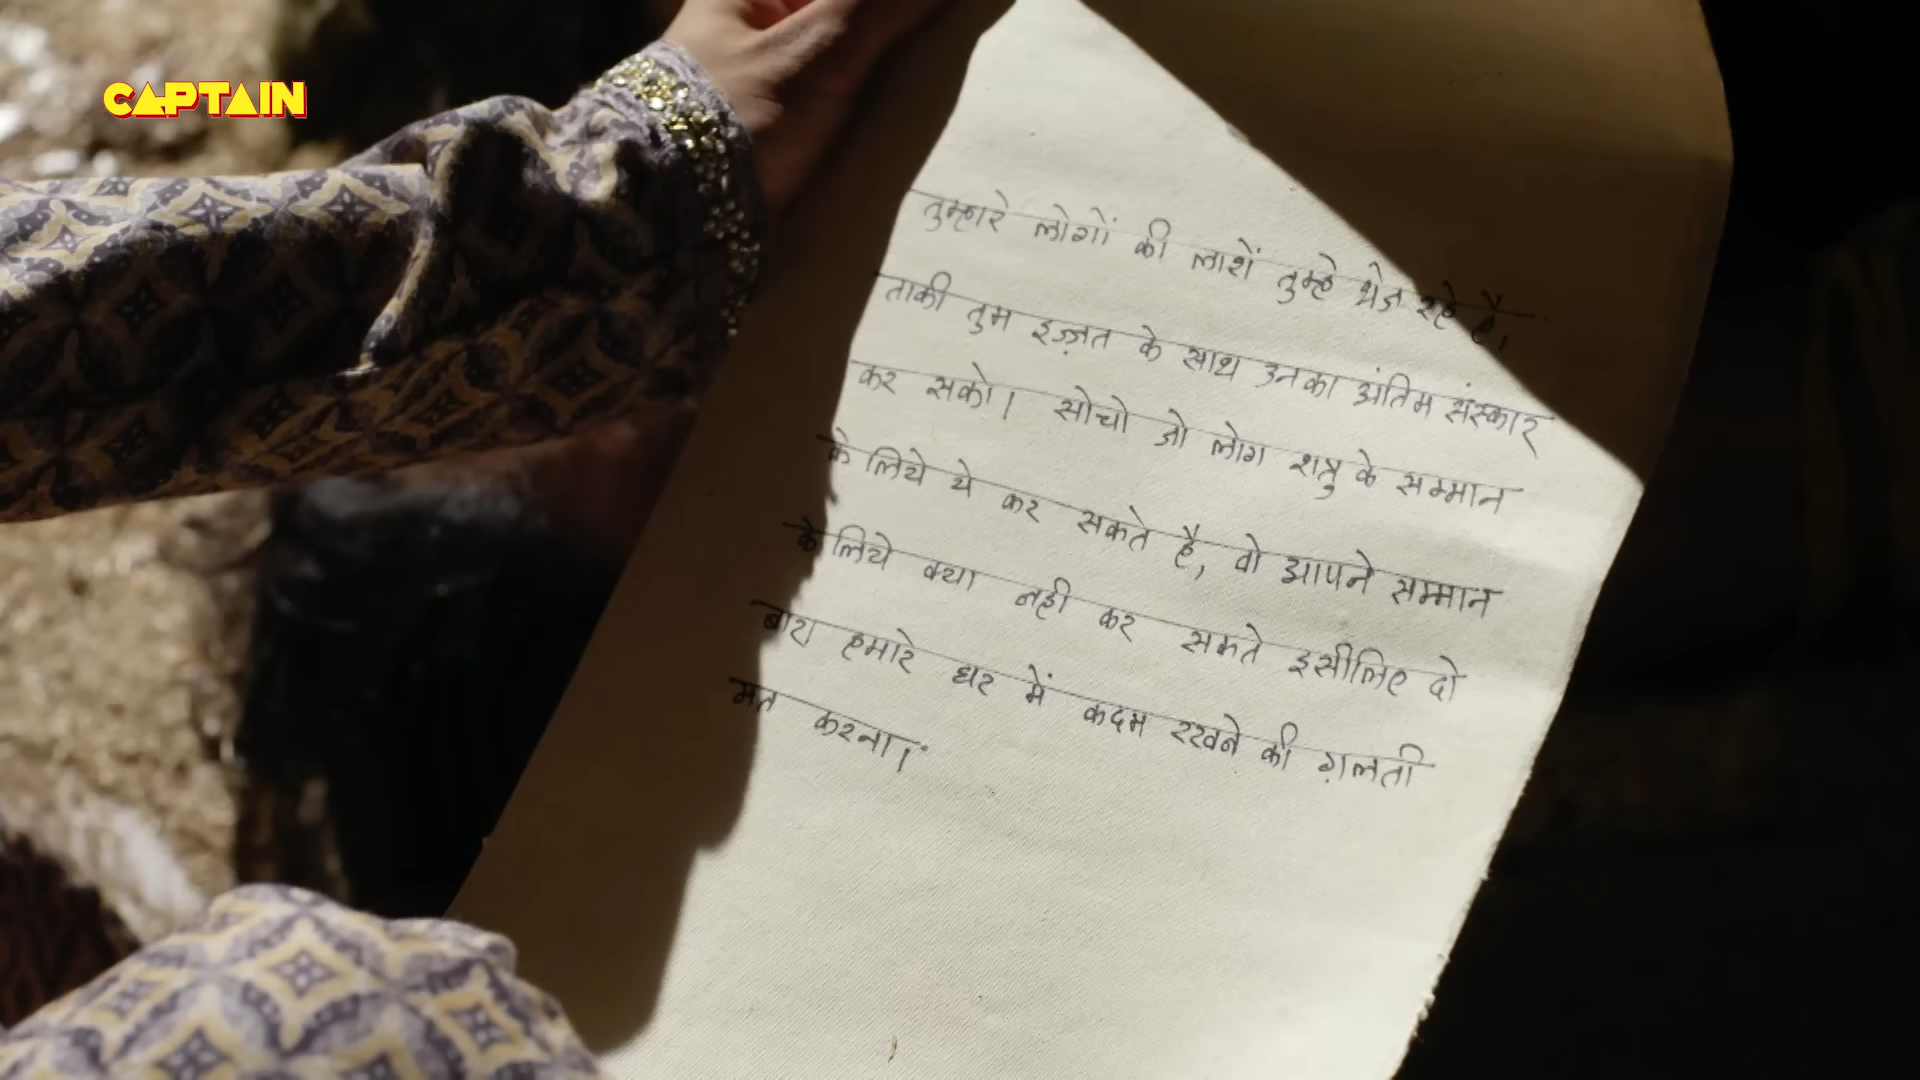 CAPTAIN
तुम्हारे लोगों की लाशें तुम्हे भेज रहे है,
ताकी तुम इज़्ज़त के साथ उनका अंतिम संस्कार
कर सको। सोचो जो लोग शत्रु के सम्मान
के लिये ये कर सकते है, वो आपने सम्मान
के लिये क्या नही कर सकते इसीलिए दो
बारा हमारे घर में कदम रखने की ग़लती
मत करना।